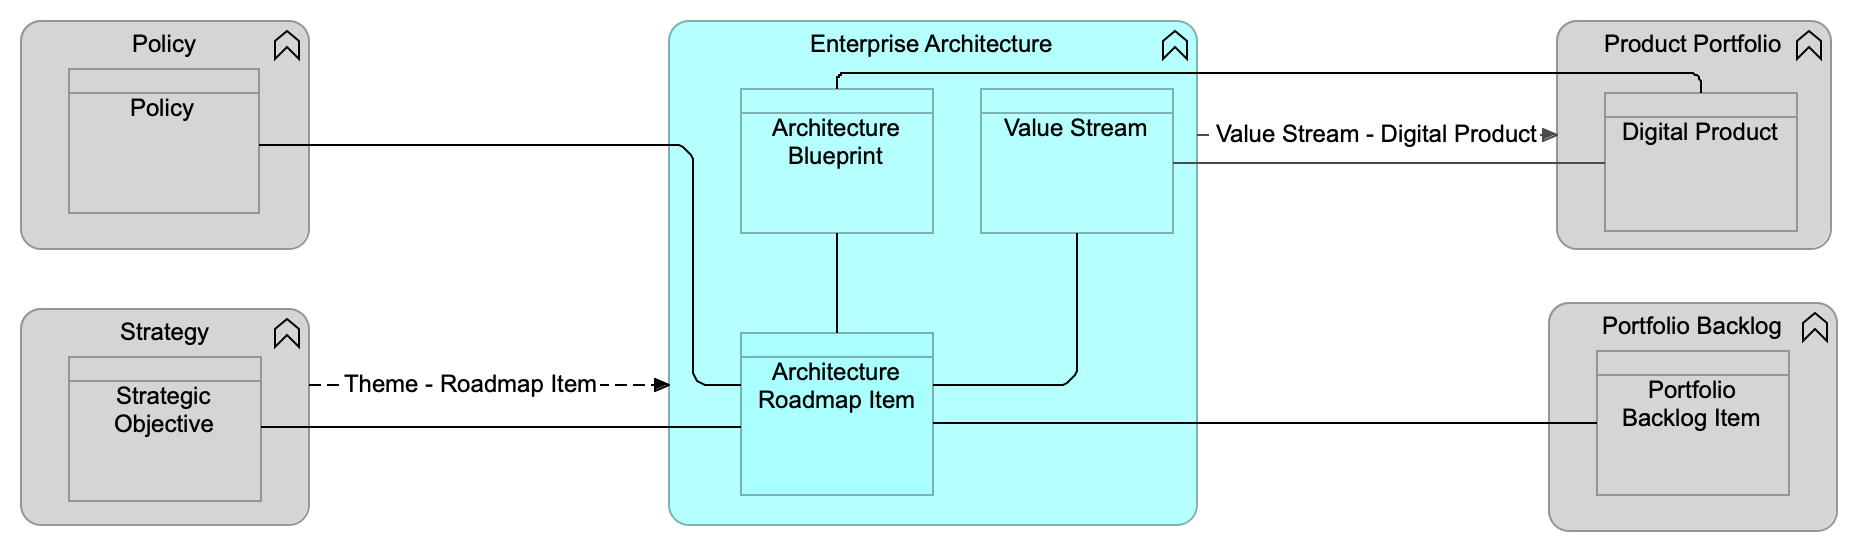 Policy
Policy
Strategy
Strategic
Objective
Theme - Roadmap Item
Enterprise Architecture
Architecture
Blueprint
Value Stream
Architecture
Roadmap Item
Value Stream - Digital Product
Product Portfolio
Digital Product
Portfolio Backlog
Portfolio
Backlog Item